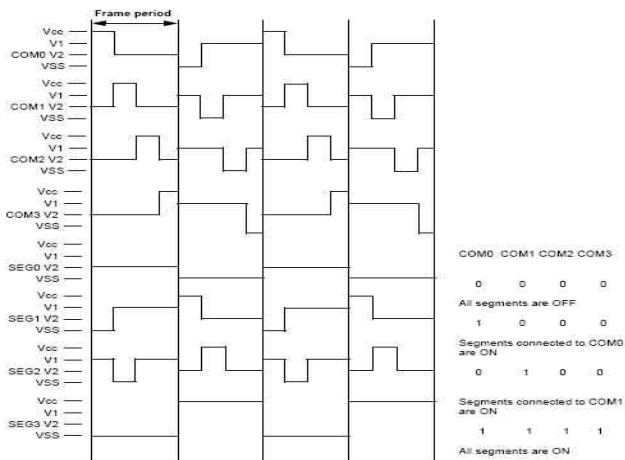 Frame period
Vcc
V1
COM0 V2
VSS
Vcc
V1
COM1 V2
VSS
Vcc
V1
COM2 V2
VSS
Vcc
V1
COM3 V2
VSS
Vcc
V1
SEG0 V2
VSS
Vcc
V1
SEG1 V2
VSS
Vcc
V1
SEG2 V2
VSS
Vcc
V1
SEG3 V2
VSS
COM0 COM1 COM2 COM3
0 0 0 0
All segments are OFF
1 0 0 0
Segments connected to COM0
are ON
0 1 0 0
Segments connected to COM1
are ON
1 1 1 1
All segments are ON